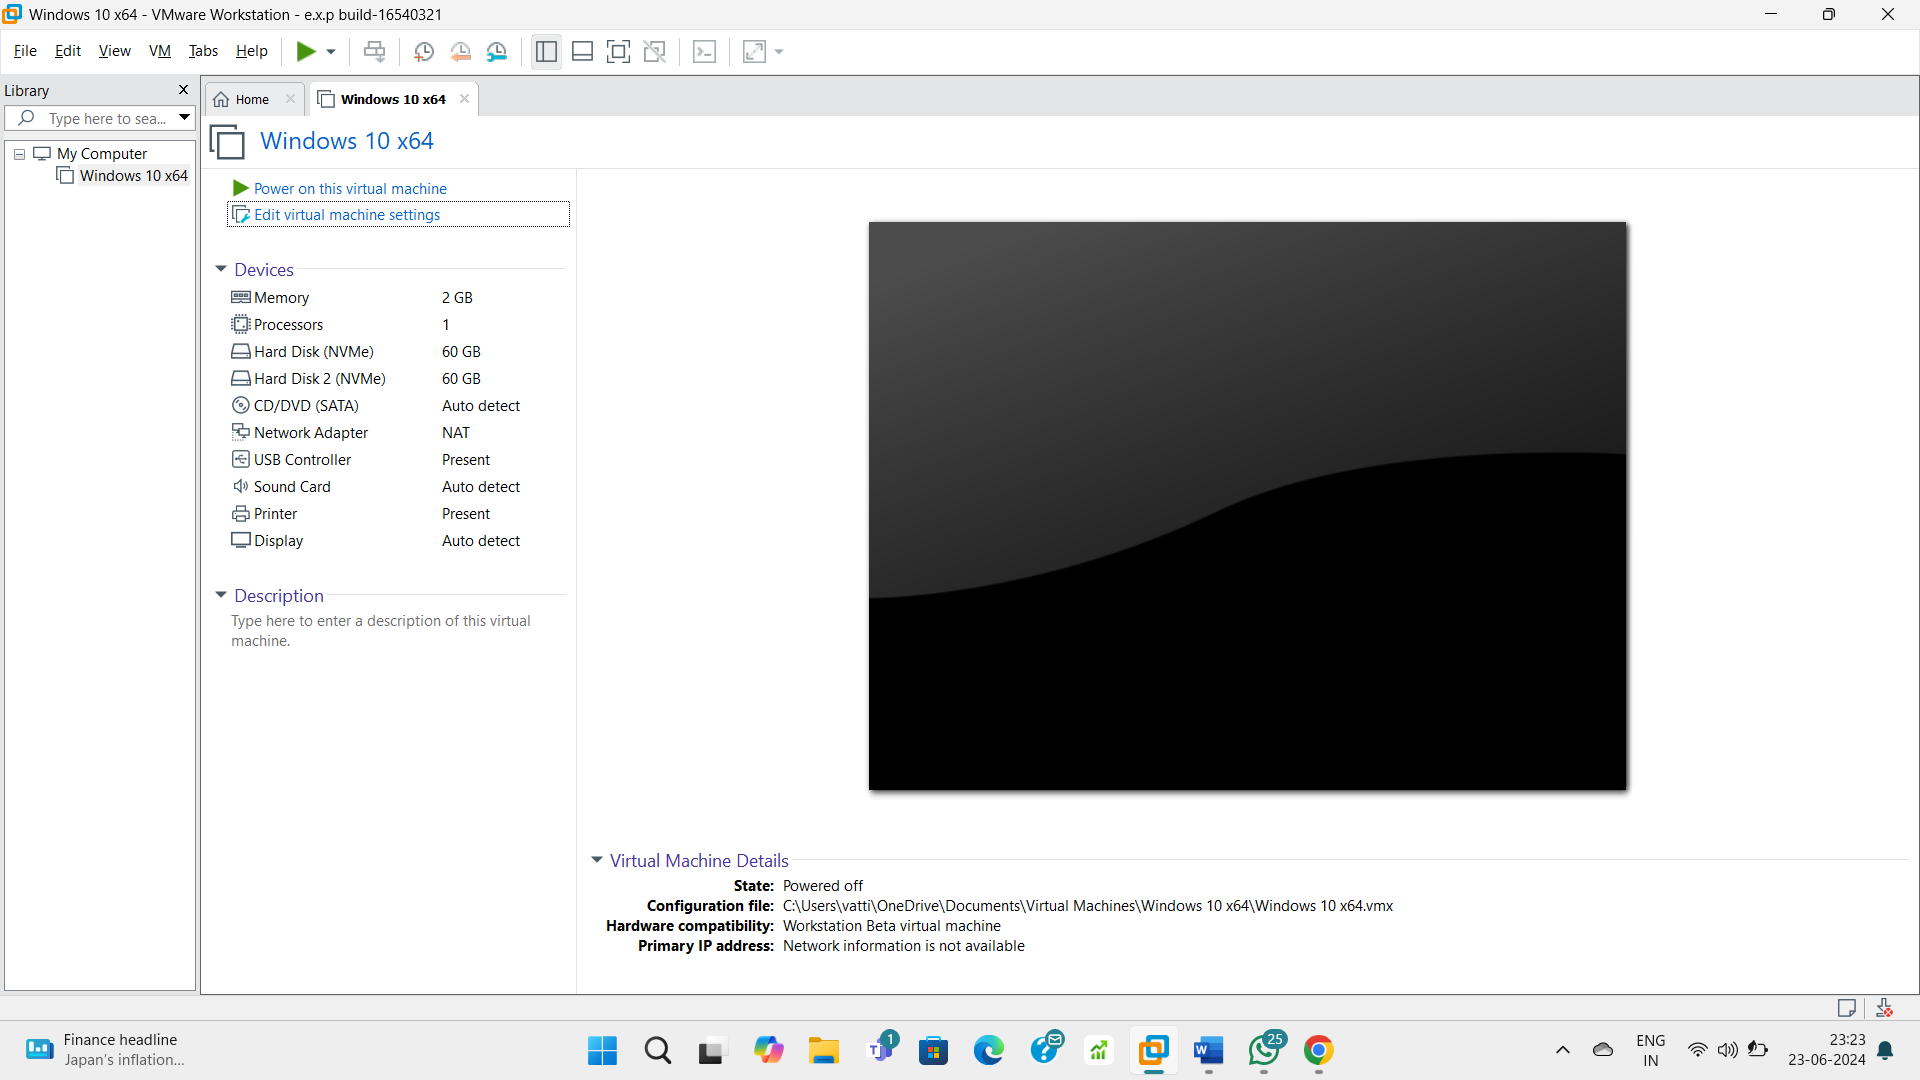 Windows 10 x64 - VMware Workstation - e.x.p build-16540321
File Edit View VM Tabs Help
Library
Type here to sea...
My Computer
Windows 10 x64
Home
Windows 10 x64
Windows 10 x64
Power on this virtual machine
Edit virtual machine settings
Devices
Memory 2 GB
Processors 1
Hard Disk (NVMe) 60 GB
Hard Disk 2 (NVMe) 60 GB
CD/DVD (SATA) Auto detect
Network Adapter NAT
USB Controller Present
Sound Card Auto detect
Printer Present
Display Auto detect
Description
Type here to enter a description of this virtual
machine.
Virtual Machine Details
State: Powered off
Configuration file: C:\Users\vatti\OneDrive\Documents\Virtual Machines\Windows 10 x64\Windows 10 x64.vmx
Hardware compatibility: Workstation Beta virtual machine
Primary IP address: Network information is not available
Finance headline
Japan's inflation...
1
25
ENG
IN
23:23
23-06-2024